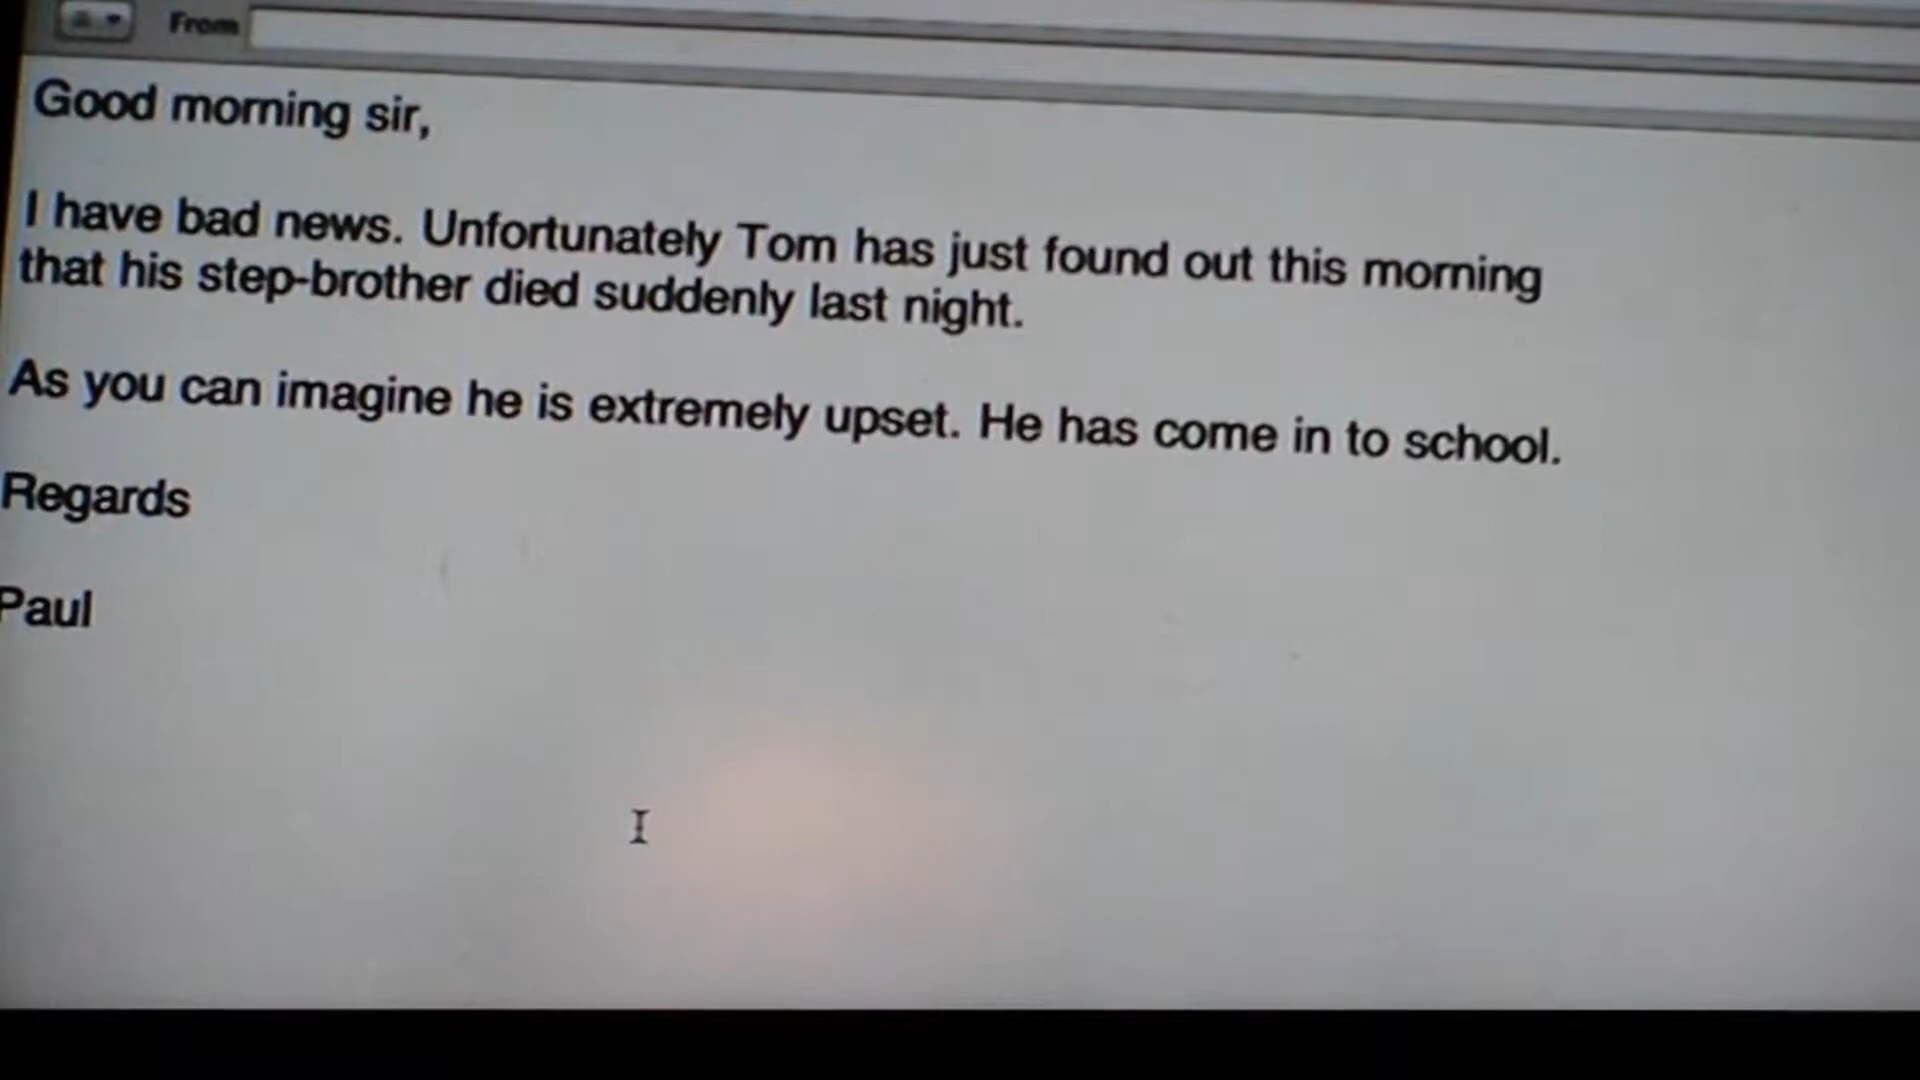 From
Good morning sir,
I have bad news. Unfortunately Tom has just found out this morning
that his step-brother died suddenly last night.
As you can imagine he is extremely upset. He has come in to school.
Regards
Paul